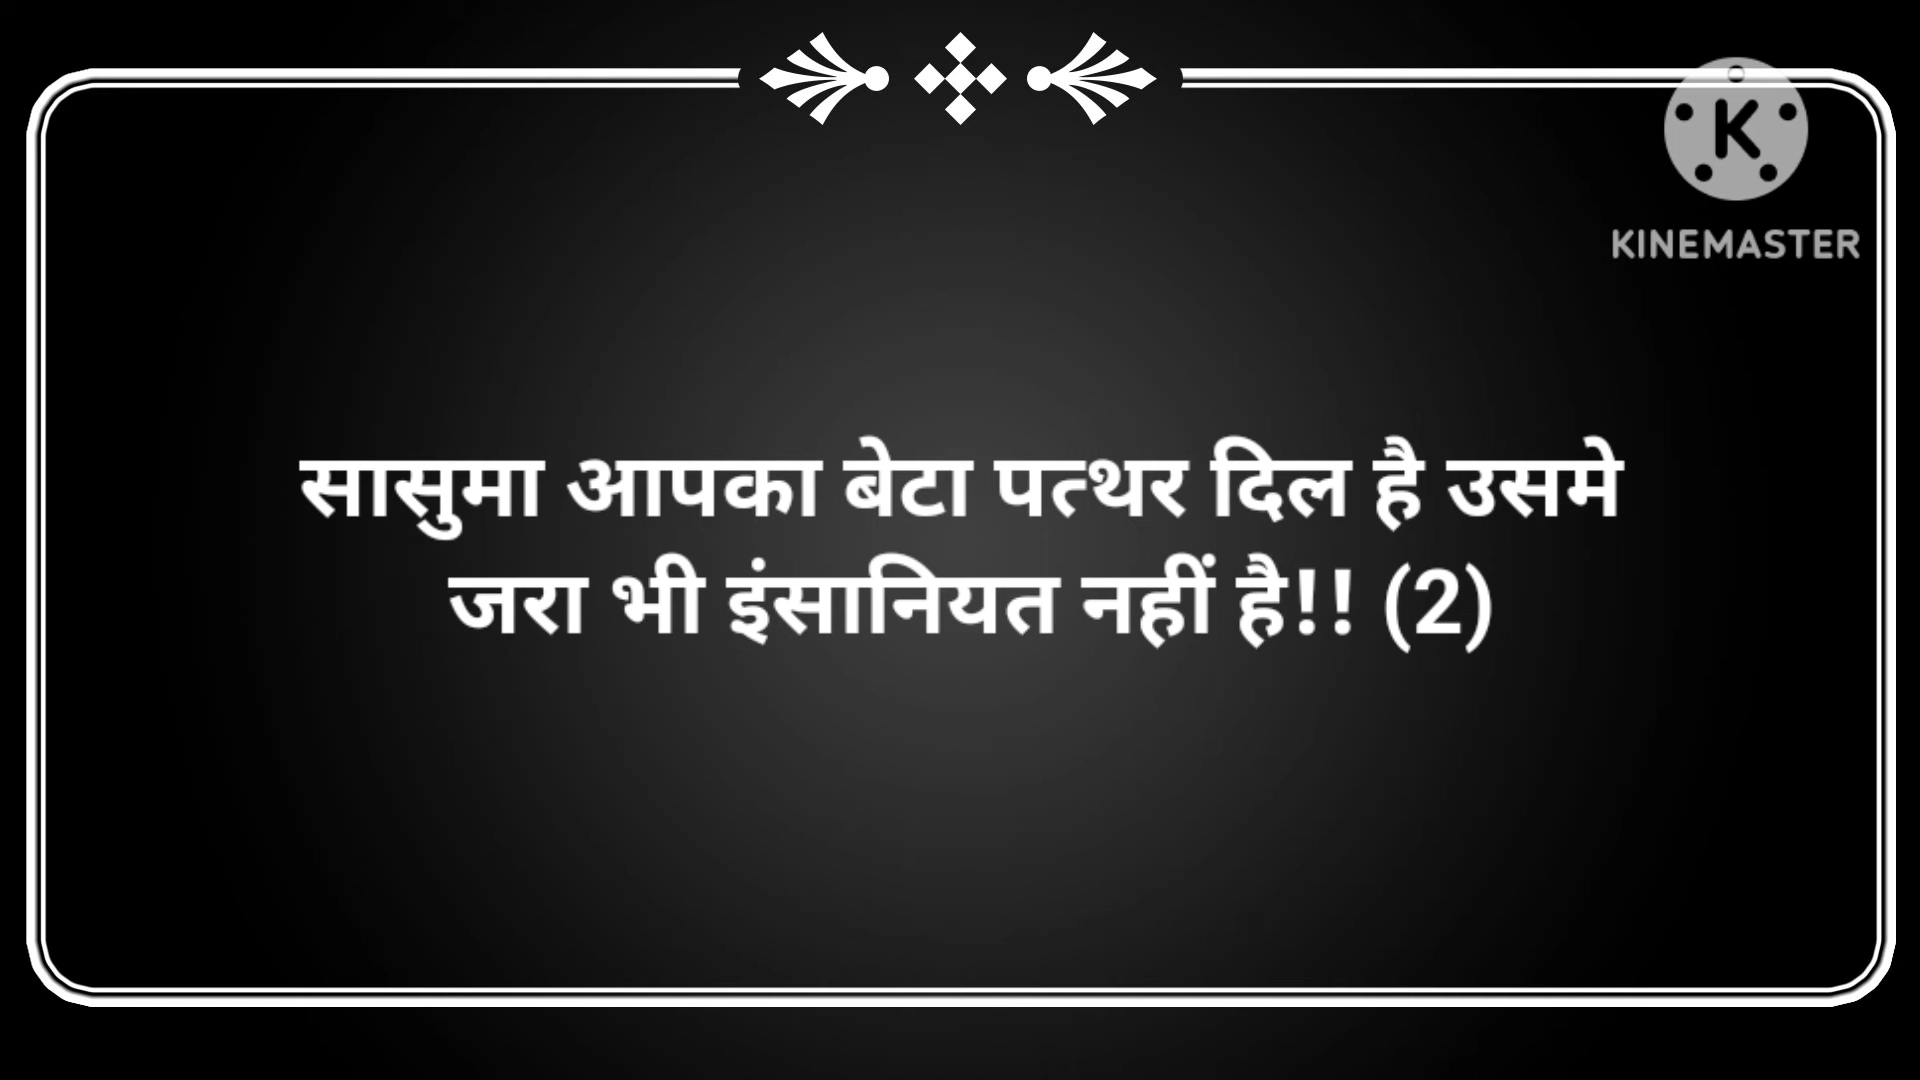 KINEMASTER
सासुमा आपका बेटा पत्थर दिल है उसमे
जरा भी इंसानियत नहीं है!! (2)